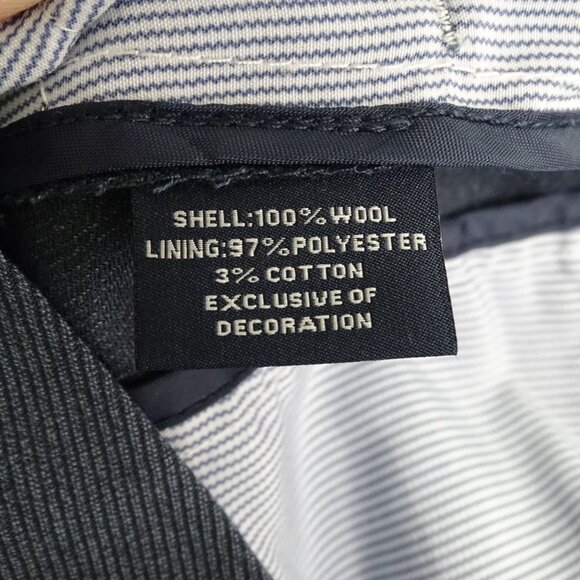 SHELL:100%WOOL
LINING:97%POLYESTER
3% COTTON
EXCLUSIVE OF
DECORATION